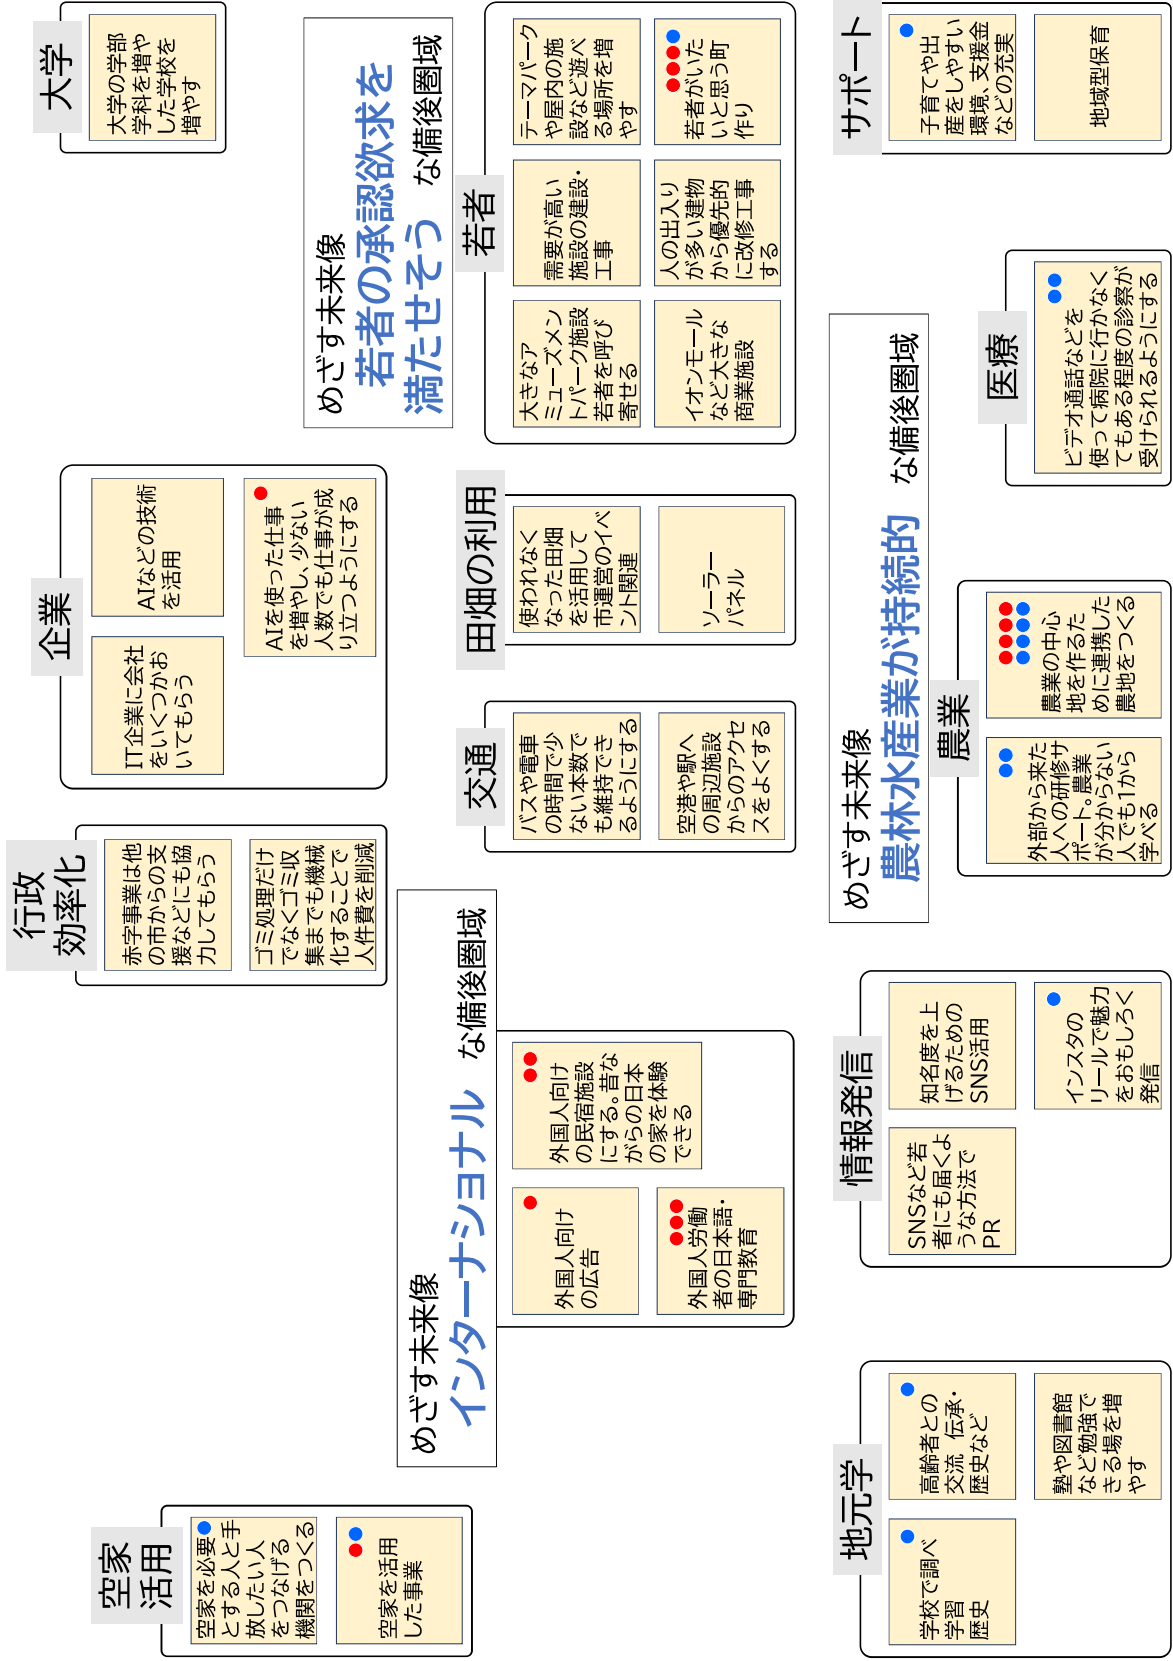 空家
活用
空家を必要
とする人と手
放したい人
をつなげる
機関をつくる
空家を活用
した事業
行政
効率化
赤字事業は他
の市からの支
援などにも協
力してもらう
ゴミ処理だけ
でなくゴミ収
集までも機械
化することで
人件費を削減
企業
IT企業に会社
をいくつかお
いてもらう
AIなどの技術
を活用
AIを使った仕事
を増やし、少ない
人数でも仕事が成
り立つようにする
大学
大学の学部
学科を増や
した学校を
増やす
めざす未来像
インターナショナル な備後圏域
外国人向け
の広告
外国人向け
の民宿施設
にする。昔な
がらの日本
の家を体験
できる
外国人労働
者の日本語・
専門教育
交通
バスや電車
の時間で少
ない本数で
も維持でき
るようにする
空港や駅へ
の周辺施設
からのアクセ
スをよくする
田畑の利用
使われなく
なった田畑
を活用して
市運営のイベ
ント関連
ソーラー
パネル
めざす未来像
若者の承認欲求を
満たせそう な備後圏域
若者
大きなア
ミューズメン
トパーク施設
若者を呼び
寄せる
需要が高い
施設の建設・
工事
テーマパーク
や屋内の施
設など遊べ
る場所を増
やす
イオンモール
など大きな
商業施設
人の出入り
が多い建物
から優先的
に改修工事
する
若者がいた
いと思う町
作り
地元学
学校で調べ
学習
歴史
高齢者との
交流 伝承・
歴史など
塾や図書館
など勉強で
きる場を増
やす
情報発信
SNSなど若
者にも届くよ
うな方法で
PR
知名度を上
げるための
SNS活用
インスタの
リールで魅力
をおもしろく
発信
めざす未来像
農林水産業が持続的 な備後圏域
農業
外部から来た
人への研修サ
ポート。農業
が分からない
人でも1から
学べる
農業の中心
地を作るた
めに連携した
農地をつくる
医療
ビデオ通話などを
使って病院に行かなく
てもある程度の診察が
受けられるようにする
サポート
子育てや出
産をしやすい
環境、支援金
などの充実
地域型保育